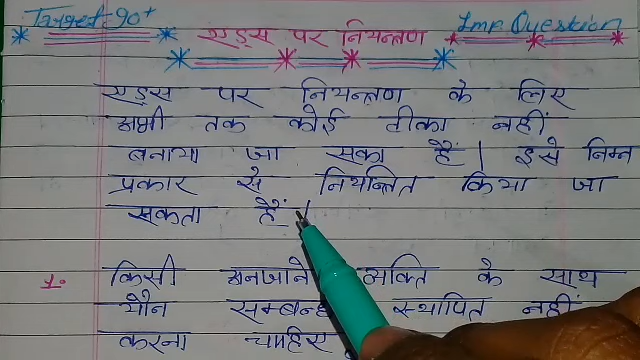 Target-90+ एड्स पर नियन्त्रण Imp. Question
एड्स पर नियन्त्रण के लिए
अभी तक कोई टीका नहीं
बनाया जा सका है | इसे निम्न
प्रकार से नियन्त्रित किया जा
सकता हैं |
1. किसी अनजाने व्यक्ति के साथ
यौन सम्बन्ध स्थापित नहीं
करना चाहिए